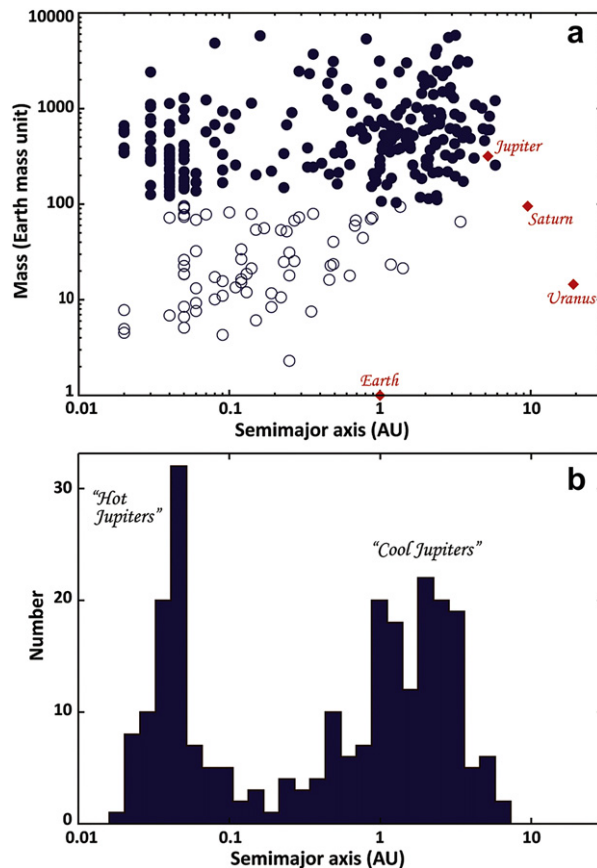 10000
a
Mass (Earth mass unit)
1000
Jupiter
100
Saturn
10
Uranus
Earth
1
0.01
0.1
1
10
Semimajor axis (AU)
b
30
“Hot
Jupiters”
“Cool Jupiters”
Number
20
10
0
0.01
0.1
1
10
Semimajor axis (AU)